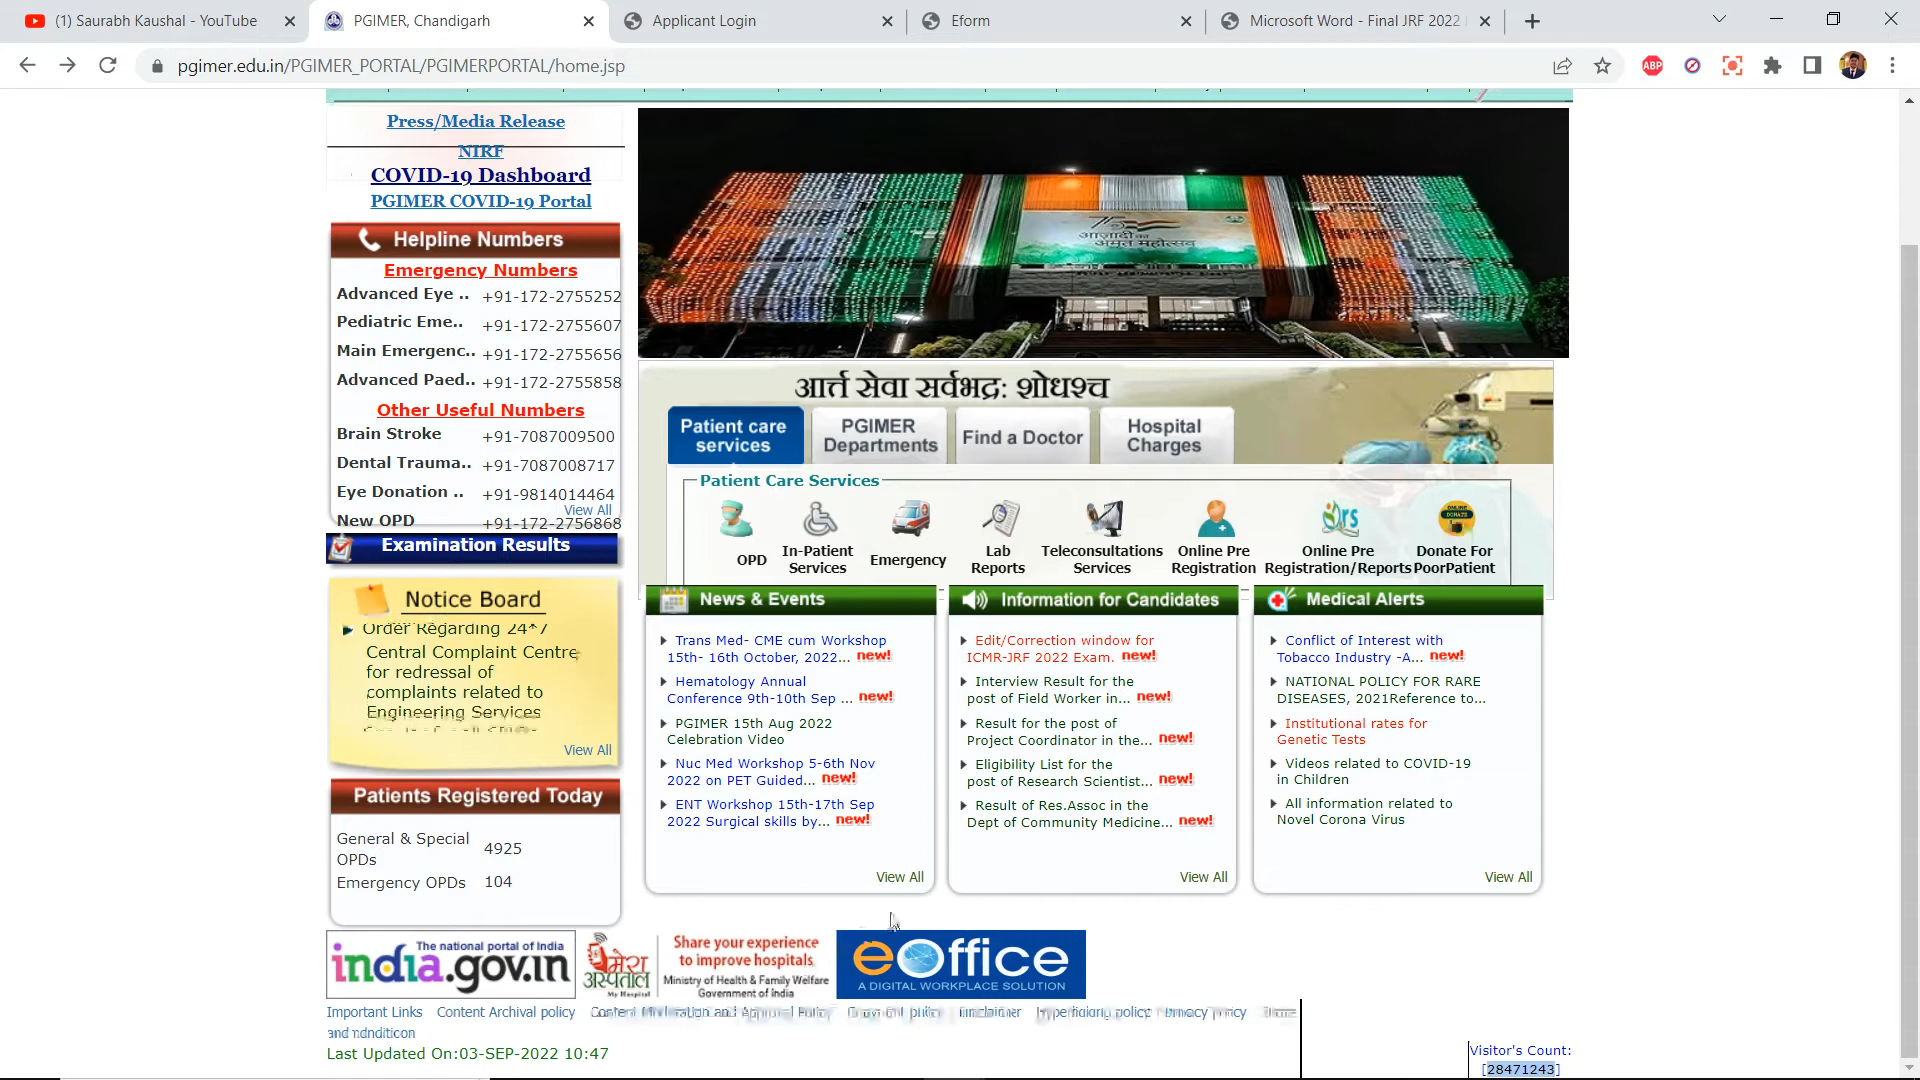 (1) Saurabh Kaushal - YouTube
PGIMER, Chandigarh
Applicant Login
Eform
Microsoft Word - Final JRF 2022
pgimer.edu.in/PGIMER_PORTAL/PGIMERPORTAL/home.jsp
ABP
Press/Media Release
NIRF
COVID-19 Dashboard
PGIMER COVID-19 Portal
Helpline Numbers
Emergency Numbers
Advanced Eye .. +91-172-2755252
Pediatric Eme.. +91-172-2755607
Main Emergenc.. +91-172-2755656
Advanced Paed.. +91-172-2755858
Other Useful Numbers
Brain Stroke +91-7087009500
Dental Trauma.. +91-7087008717
Eye Donation .. +91-9814014464
View All
New OPD +91-172-2756868
Examination Results
Notice Board
Order Regarding 24*7
Central Complaint Centre
for redressal of
complaints related to
Engineering Services
View All
Patients Registered Today
General & Special
OPDs 4925
Emergency OPDs 104
75
आज़ादी का
अमृत महोत्सव
आर्त्त सेवा सर्वभद्र: शोधश्च
Patient care
services
PGIMER
Departments
Find a Doctor
Hospital
Charges
Patient Care Services
OPD
In-Patient
Services
Emergency
Lab
Reports
Teleconsultations
Services
Online Pre
Registration
rs
Online Pre
Registration/Reports
ONLINE
DONATE
Donate For
PoorPatient
News & Events
Trans Med- CME cum Workshop
15th- 16th October, 2022... new!
Hematology Annual
Conference 9th-10th Sep ... new!
PGIMER 15th Aug 2022
Celebration Video
Nuc Med Workshop 5-6th Nov
2022 on PET Guided... new!
ENT Workshop 15th-17th Sep
2022 Surgical skills by... new!
View All
Information for Candidates
Edit/Correction window for
ICMR-JRF 2022 Exam. new!
Interview Result for the
post of Field Worker in... new!
Result for the post of
Project Coordinator in the... new!
Eligibility List for the
post of Research Scientist... new!
Result of Res.Assoc in the
Dept of Community Medicine... new!
View All
Medical Alerts
Conflict of Interest with
Tobacco Industry -A... new!
NATIONAL POLICY FOR RARE
DISEASES, 2021Reference to...
Institutional rates for
Genetic Tests
Videos related to COVID-19
in Children
All information related to
Novel Corona Virus
View All
The national portal of India
india.gov.in
मेरा
अस्पताल
My Hospital
Share your experience
to improve hospitals
Ministry of Health & Family Welfare
Government of India
eOffice
A DIGITAL WORKPLACE SOLUTION
Important Links Content Archival policy
Last Updated On:03-SEP-2022 10:47
Visitor's Count:
[28471243]